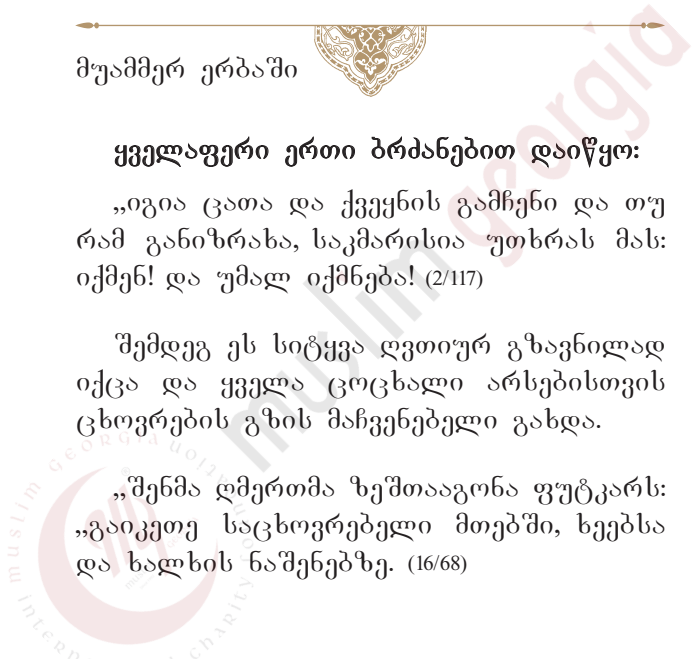 მუამმერ ერბაში
ყველაფერი ერთი ბრძანებით დაიწყო:
„იგია ცათა და ქვეყნის გამჩენი და თუ
რამ განიზრახა, საკმარისია უთხრას მას:
იქმენ! და უმალ იქმნება! (2/117)
შემდეგ ეს სიტყვა ღვთიურ გზავნილად
იქცა და ყველა ცოცხალი არსებისთვის
ცხოვრების გზის მაჩვენებელი გახდა.
„შენმა ღმერთმა ზეშთააგონა ფუტკარს:
„გაიკეთე საცხოვრებელი მთებში, ხეებსა
და ხალხის ნაშენებზე. (16/68)
muslim georgia